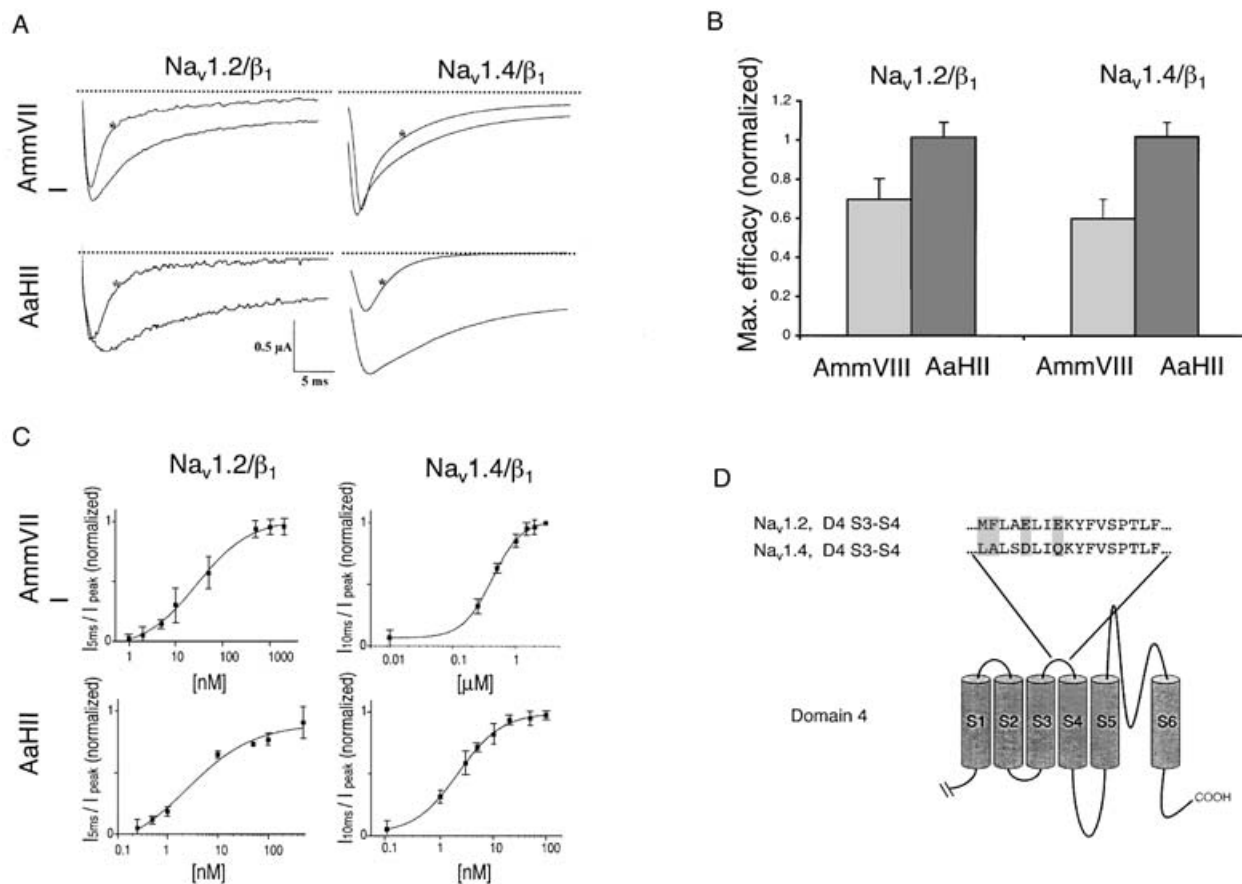 A
Nav1.2/β1
Nav1.4/β1
AmmVII
I
*
*
AaHII
*
*
0.5 µA
5 ms
B
Nav1.2/β1
Nav1.4/β1
Max. efficacy (normalized)
1.2
1
0.8
0.6
0.4
0.2
0
AmmVIII
AaHII
AmmVIII
AaHII
C
Nav1.2/β1
Nav1.4/β1
AmmVII
I
I5ms / I peak (normalized)
1
0
1
10
100
1000
[nM]
I10ms / I peak (normalized)
1
0
0.01
0.1
1
[µM]
AaHII
I5ms / I peak (normalized)
1
0
0.1
1
10
100
[nM]
I10ms / I peak (normalized)
1
0
0.1
1
10
100
[nM]
D
Nav1.2, D4 S3-S4
…MFLAELIEKYFVSPTLF…
Nav1.4, D4 S3-S4
…LALSDLIQKYFVSPTLF…
Domain 4
S1
S2
S3
S4
S5
S6
COOH